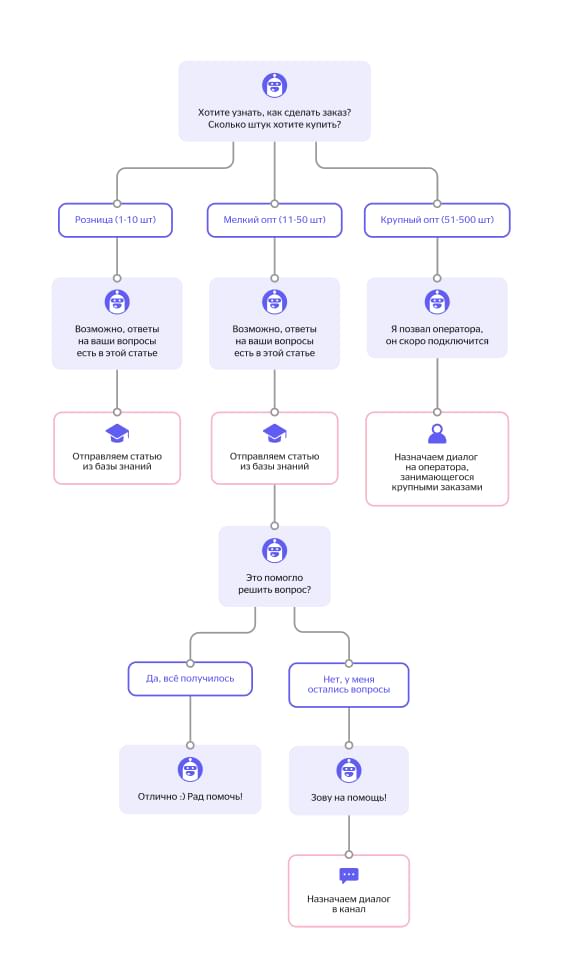 Хотите узнать, как сделать заказ?
Сколько штук хотите купить?
Розница (1-10 шт)
Мелкий опт (11-50 шт)
Крупный опт (51-500 шт)
Возможно, ответы
на ваши вопросы
есть в этой статье
Возможно, ответы
на ваши вопросы
есть в этой статье
Я позвал оператора,
он скоро подключится
Отправляем статью
из базы знаний
Отправляем статью
из базы знаний
Назначаем диалог
на оператора,
занимающегося
крупными заказами
Это помогло
решить вопрос?
Да, всё получилось
Нет, у меня
остались вопросы
Отлично :) Рад помочь!
Зову на помощь!
Назначаем диалог
в канал